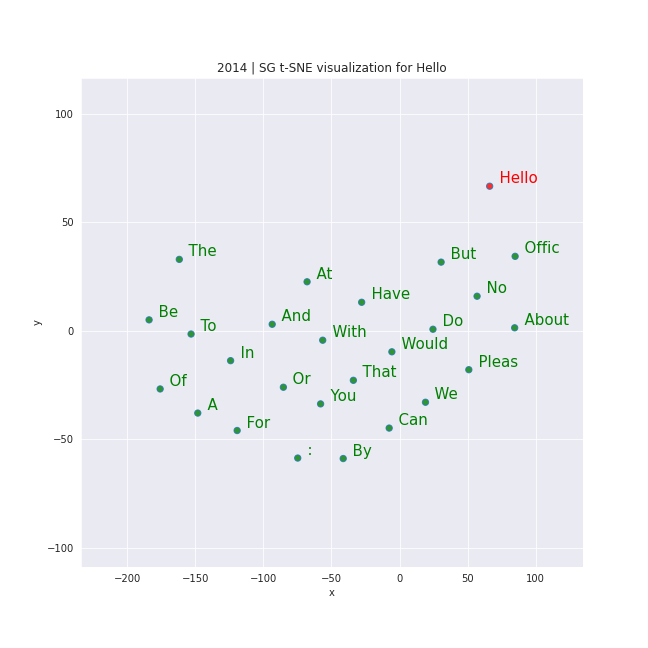 2014 | SG t-SNE visualization for Hello
100
Hello
50
But
Offic
The
At
Have
No
Be
And
Do
About
To
With
0
Would
In
That
Pleas
Of
Or
You
We
A
For
Can
:
By
−50
−100
−200
−150
−100
−50
0
50
100
x
y